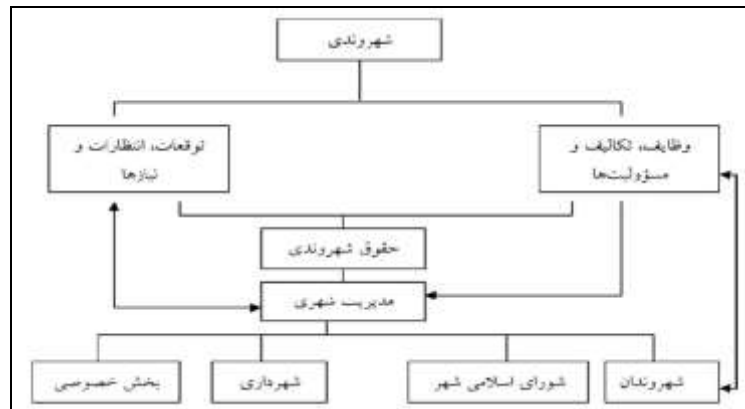 شهروندی
وظایف، تکالیف و
مسؤولیت‌ها
توقعات، انتظارات و
نیازها
حقوق شهروندی
مدیریت شهری
شهروندان
شورای اسلامی شهر
شهرداری
بخش خصوصی